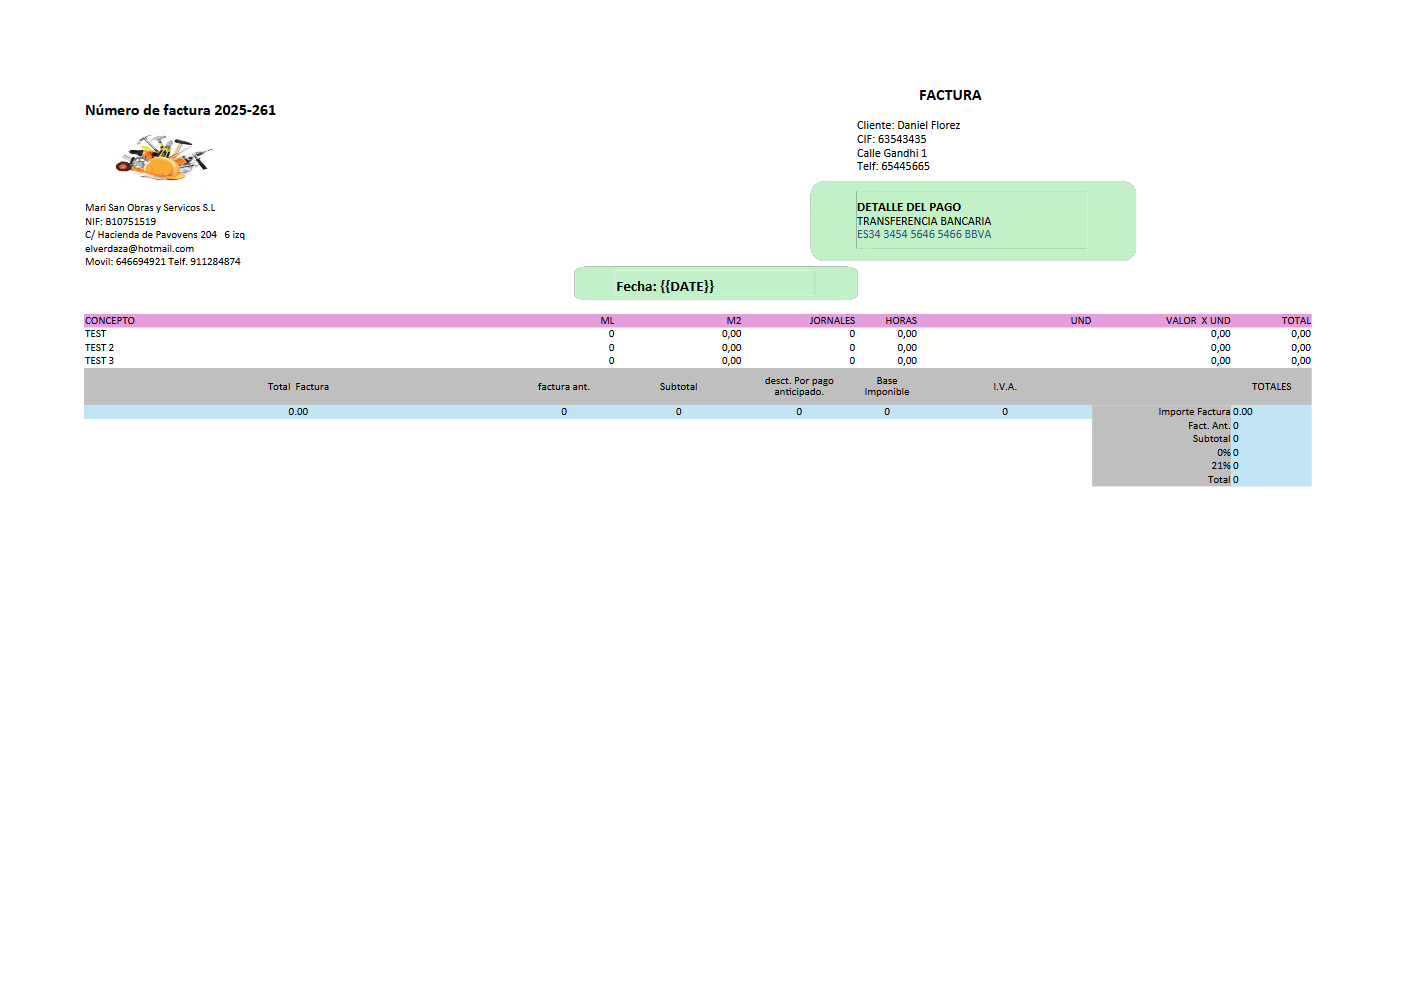 FACTURA
Número de factura 2025-261
Cliente: Daniel Florez
CIF: 63543435
Calle Gandhi 1
Telf: 65445665
Mari San Obras y Servicos S.L
NIF: B10751519
C/ Hacienda de Pavovens 204 6 izq
elverdaza@hotmail.com
Movil: 646694921 Telf. 911284874
DETALLE DEL PAGO
TRANSFERENCIA BANCARIA
ES34 3454 5646 5466 BBVA
Fecha: {{DATE}}
CONCEPTO ML M2 JORNALES HORAS UND VALOR X UND TOTAL
TEST 0 0,00 0 0,00 0,00 0,00
TEST 2 0 0,00 0 0,00 0,00 0,00
TEST 3 0 0,00 0 0,00 0,00 0,00
Total Factura factura ant. Subtotal desct. Por pago anticipado. Base Imponible I.V.A. TOTALES
0.00 0 0 0 0 0 Importe Factura 0.00
Fact. Ant. 0
Subtotal 0
0% 0
21% 0
Total 0